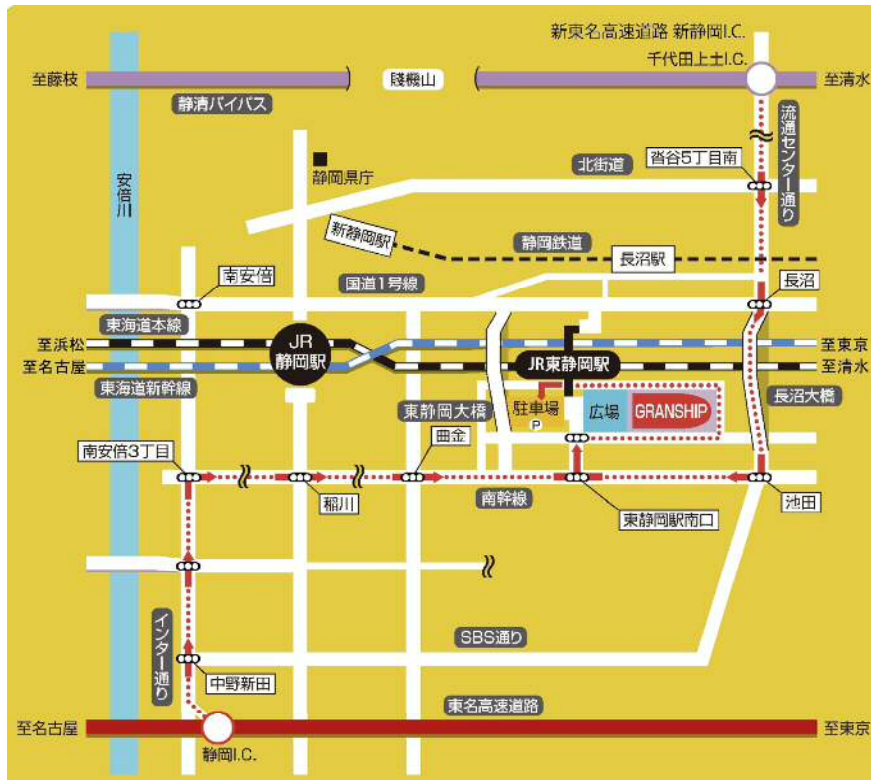 新東名高速道路 新静岡I.C.
千代田上土I.C.
至藤枝
賤機山
至清水
静清バイパス
流通センター通り
沓谷5丁目南
北街道
静岡県庁
安倍川
新静岡駅
静岡鉄道
長沼駅
南安倍
国道1号線
長沼
東海道本線
至浜松
JR
静岡駅
至東京
至名古屋
JR東静岡駅
至清水
東海道新幹線
長沼大橋
東静岡大橋
駐車場
P
広場
GRANSHIP
南安倍3丁目
曲金
稲川
南幹線
東静岡駅南口
池田
インター通り
SBS通り
中野新田
東名高速道路
至名古屋
至東京
静岡I.C.